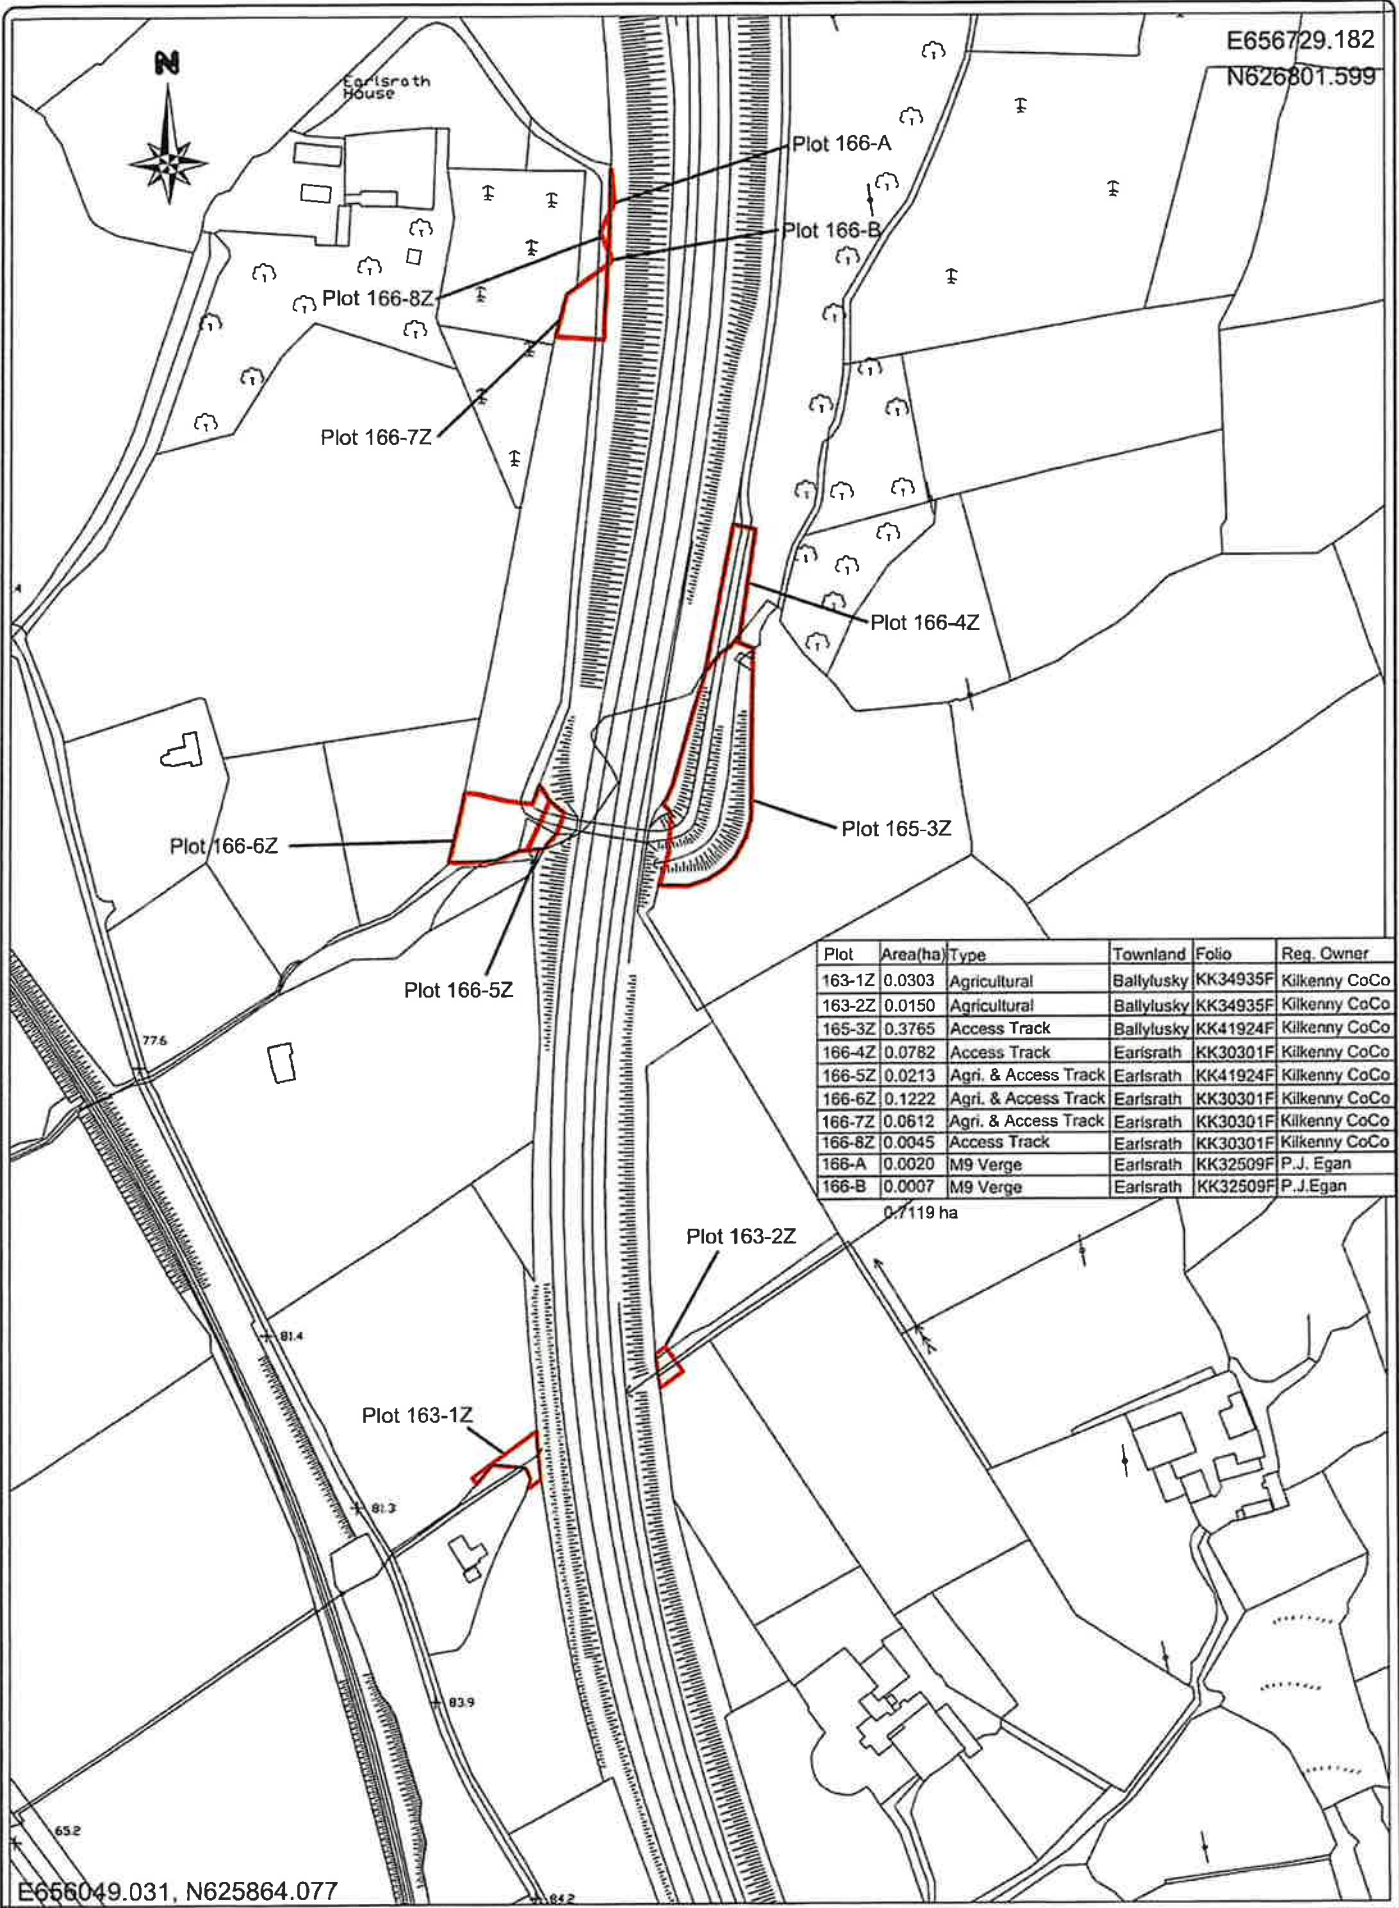 E656729.182
N626801.599
N
Earlsrath
House
Plot 166-A
Plot 166-B
Plot 166-8Z
Plot 166-7Z
Plot 166-4Z
Plot 165-3Z
Plot 166-6Z
Plot 166-5Z
77.6
Plot Area(ha) Type Townland Folio Reg. Owner
163-1Z 0.0303 Agricultural Ballylusky KK34935F Kilkenny CoCo
163-2Z 0.0150 Agricultural Ballylusky KK34935F Kilkenny CoCo
165-3Z 0.3765 Access Track Ballylusky KK41924F Kilkenny CoCo
166-4Z 0.0782 Access Track Earlsrath KK30301F Kilkenny CoCo
166-5Z 0.0213 Agri. & Access Track Earlsrath KK41924F Kilkenny CoCo
166-6Z 0.1222 Agri. & Access Track Earlsrath KK30301F Kilkenny CoCo
166-7Z 0.0612 Agri. & Access Track Earlsrath KK30301F Kilkenny CoCo
166-8Z 0.0045 Access Track Earlsrath KK30301F Kilkenny CoCo
166-A 0.0020 M9 Verge Earlsrath KK32509F P.J. Egan
166-B 0.0007 M9 Verge Earlsrath KK32509F P.J.Egan
0.7119 ha
Plot 163-2Z
81.4
Plot 163-1Z
81.3
83.9
65.2
E656049.031, N625864.077
84.2